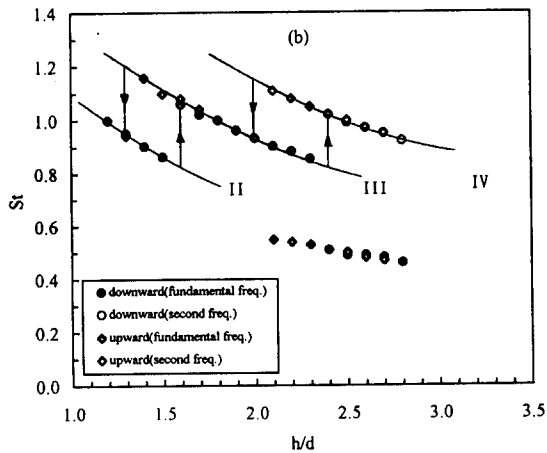 (b)
1.4
1.2
1.0
0.8
0.6
0.4
0.2
0.0
St
II
III
IV
downward(fundamental freq.)
downward(second freq.)
upward(fundamental freq.)
upward(second freq.)
1.0 1.5 2.0 2.5 3.0 3.5
h/d